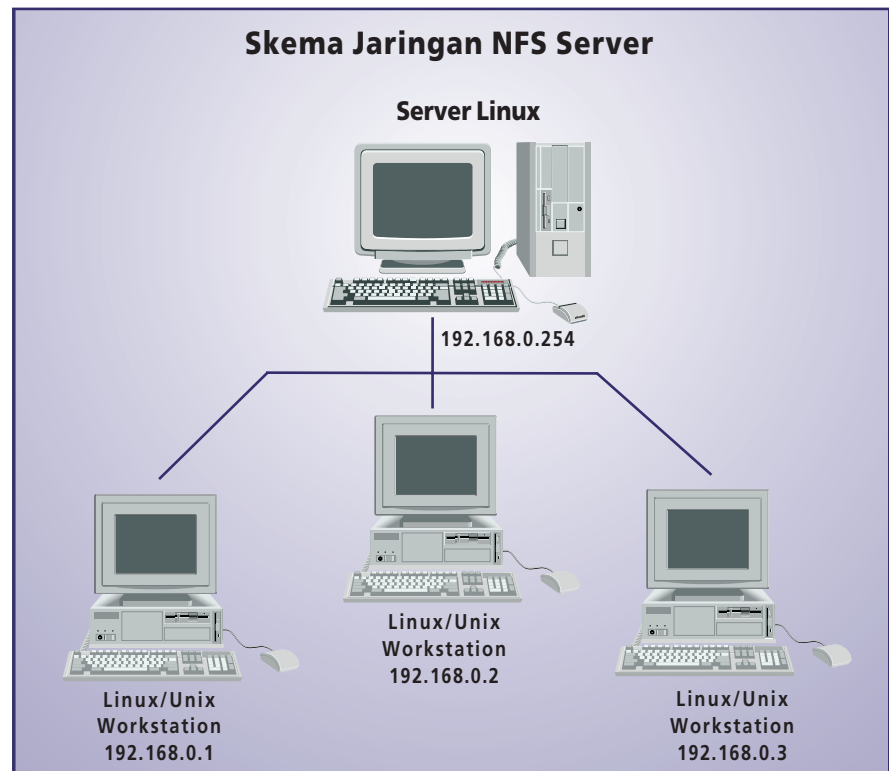 Skema Jaringan NFS Server
Server Linux
192.168.0.254
Linux/Unix
Workstation
192.168.0.1
Linux/Unix
Workstation
192.168.0.2
Linux/Unix
Workstation
192.168.0.3